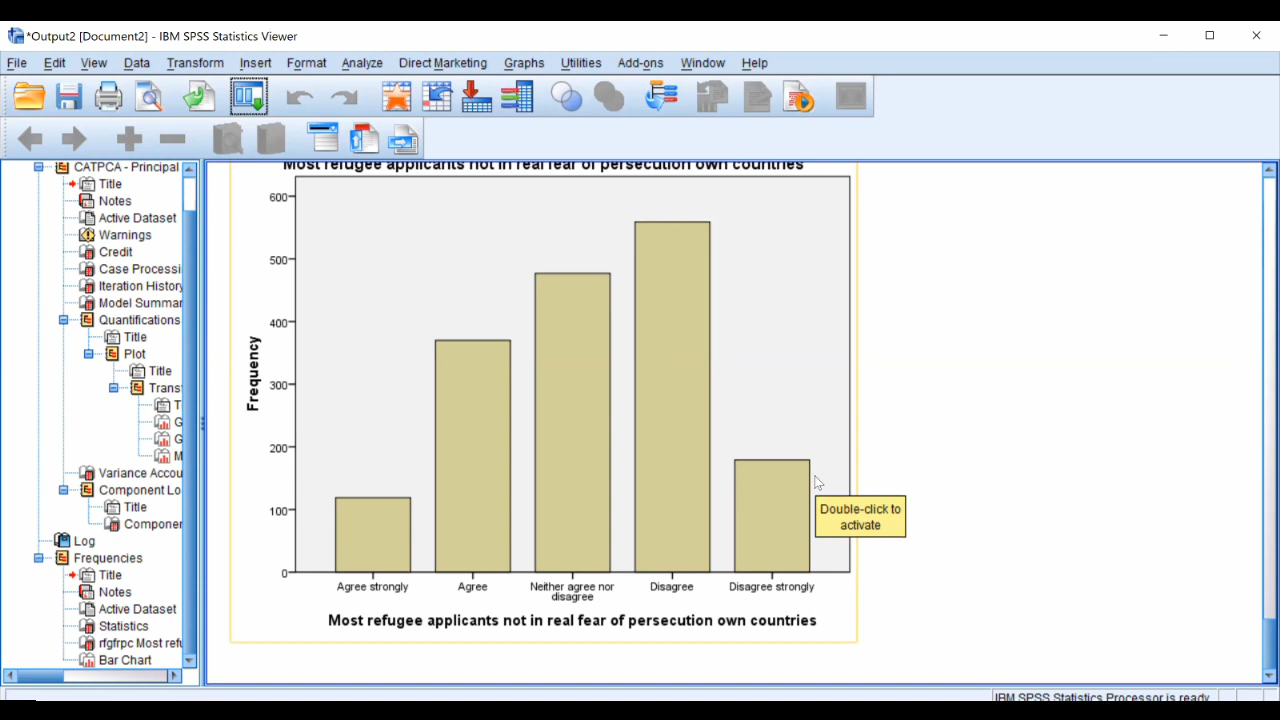 *Output2 [Document2] - IBM SPSS Statistics Viewer
File Edit View Data Transform Insert Format Analyze Direct Marketing Graphs Utilities Add-ons Window Help
CATPCA - Principal
Title
Notes
Active Dataset
Warnings
Credit
Case Processi
Iteration History
Model Summar
Quantifications
Title
Plot
Title
Trans
T
G
G
M
Variance Accou
Component Lo
Title
Componen
Log
Frequencies
Title
Notes
Active Dataset
Statistics
rfgfrpc Most refu
Bar Chart
Most refugee applicants not in real fear of persecution own countries
600
500
400
300
200
100
0
Frequency
Agree strongly
Agree
Neither agree nor
disagree
Disagree
Disagree strongly
Most refugee applicants not in real fear of persecution own countries
Double-click to
activate
IBM SPSS Statistics Processor is ready